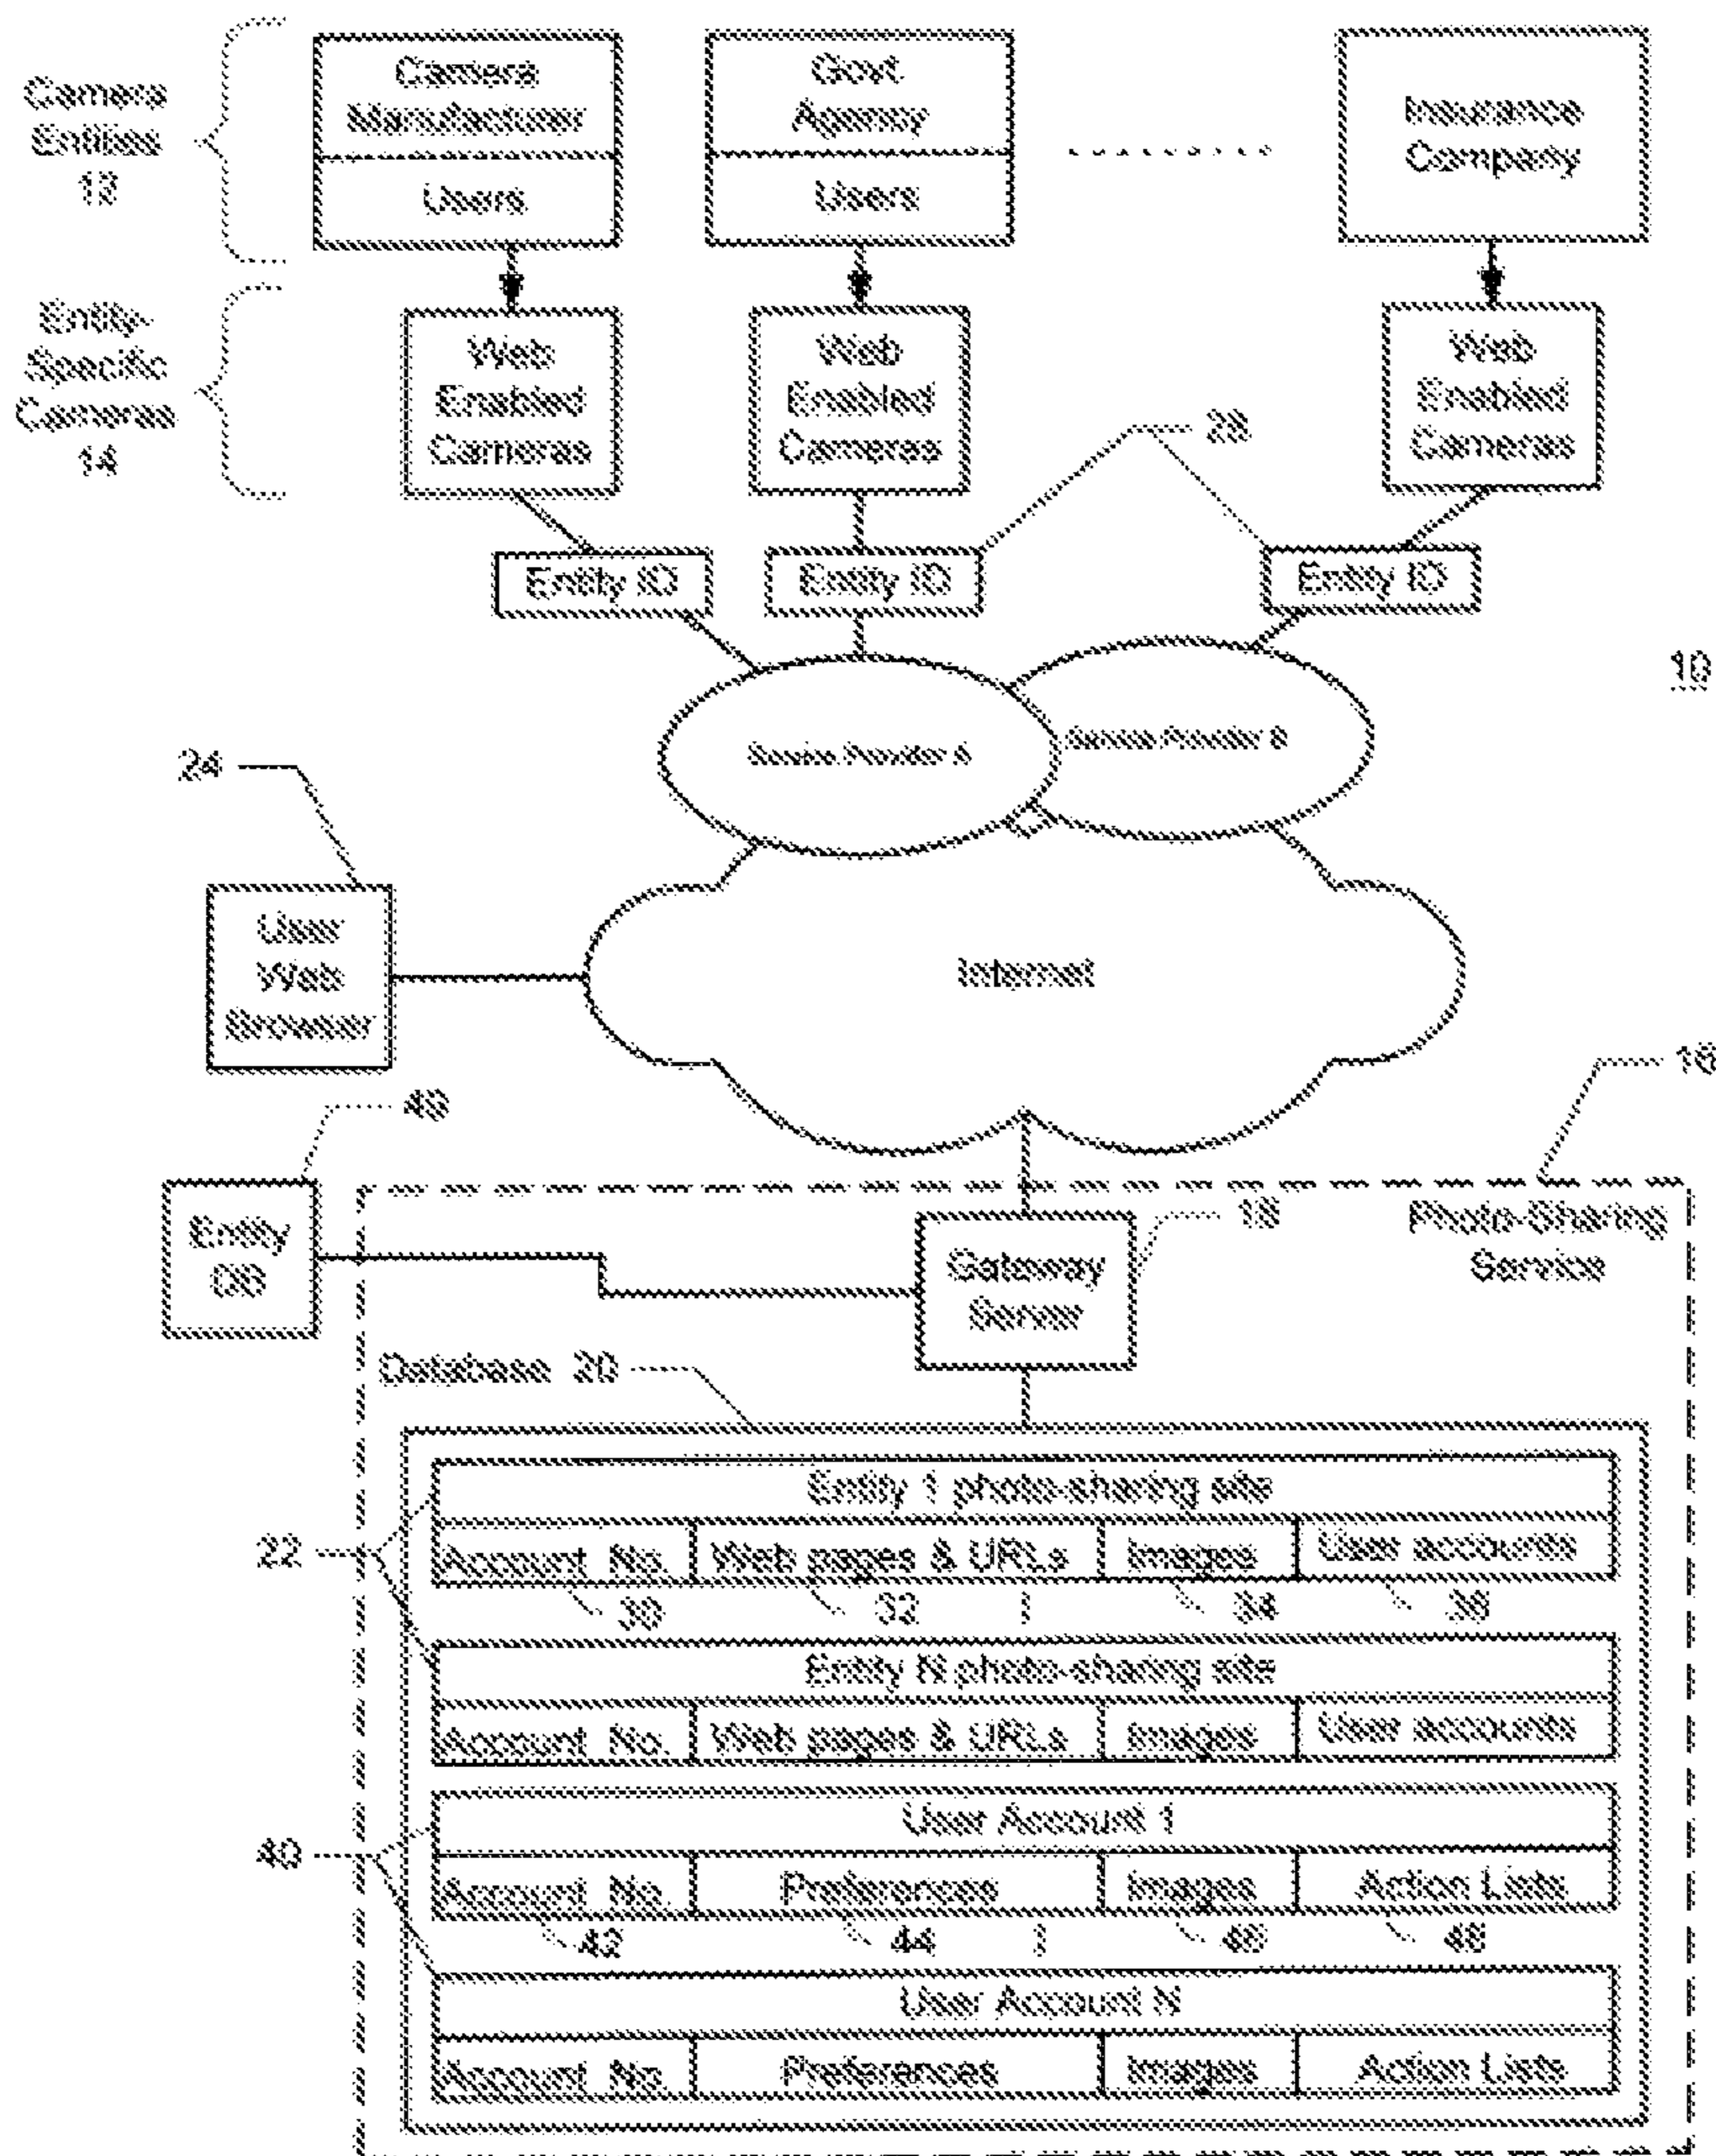 Camera
Entities
Camera
Manufacturer
Users
Govt.
Agency
Users
Insurance
Company
Entity-
Specific
Cameras
14
Web
Enabled
Cameras
Web
Enabled
Cameras
Web
Enabled
Cameras
28
Entity ID
Entity ID
Entity ID
10
Service Provider A
Service Provider B
24
User
Web
Browser
Internet
16
49
Entity
DB
18
Photo-Sharing
Service
Gateway
Server
Database 20
Entity 1 photo-sharing site
22
Account No.
Web pages & URLs
Images
User accounts
30
32
34
Entity N photo-sharing site
Account No.
Web pages & URLs
Images
User accounts
User Account 1
40
Account No.
Preferences
Images
Action Lists
42
44
User Account N
Account No.
Preferences
Images
Action Lists